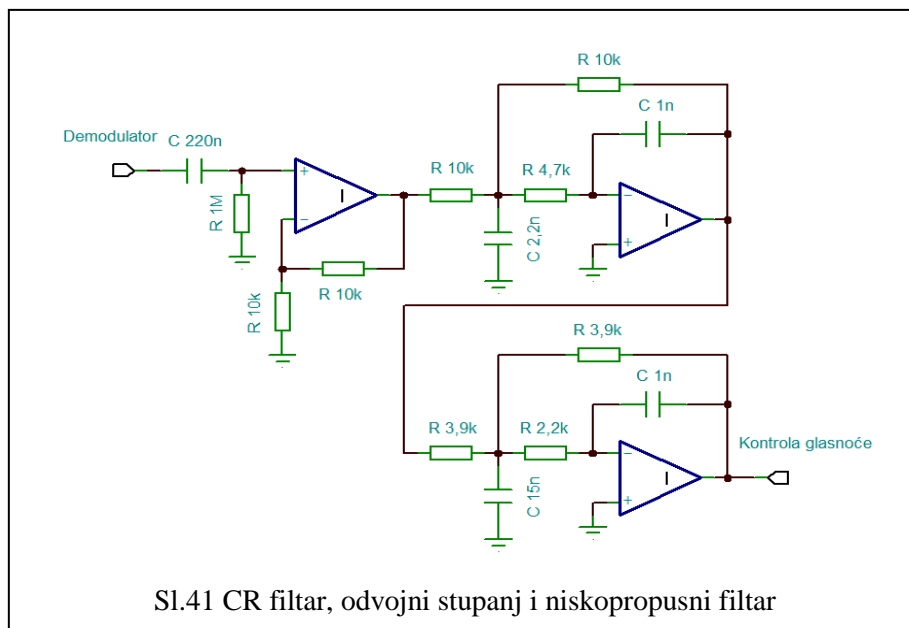 R 10k
C 1n
Demodulator
C 220n
R 10k
R 4,7k
+
I
−
R 1M
−
I
+
C 2,2n
R 10k
R 10k
R 3,9k
C 1n
R 3,9k
R 2,2k
−
I
+
Kontrola glasnoće
C 15n
Sl.41 CR filtar, odvojni stupanj i niskopropusni filtar